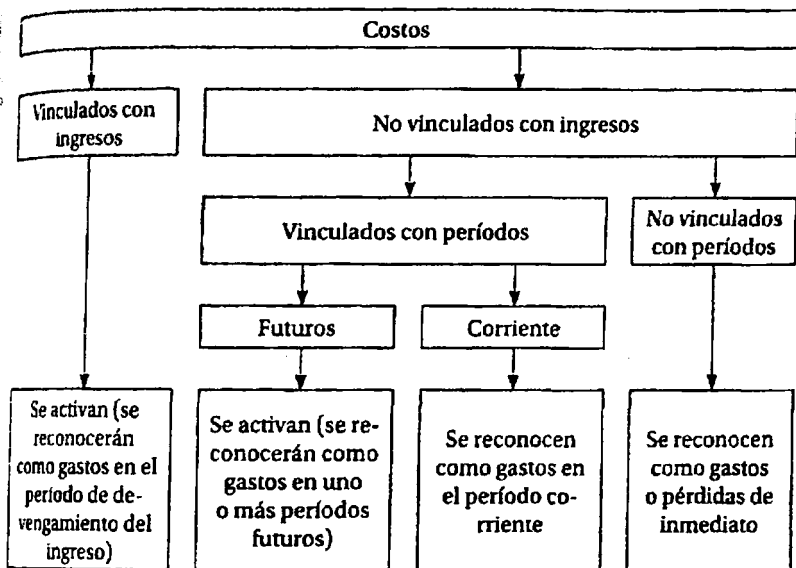 Costos
Vinculados con
ingresos
No vinculados con ingresos
Vinculados con períodos
No vinculados
con períodos
Futuros
Corriente
Se activan (se
reconocerán
como gastos en el
período de de-
vengamiento del
ingreso)
Se activan (se re-
conocerán como
gastos en uno
o más períodos
futuros)
Se reconocen
como gastos en
el período co-
rriente
Se reconocen
como gastos
o pérdidas de
inmediato